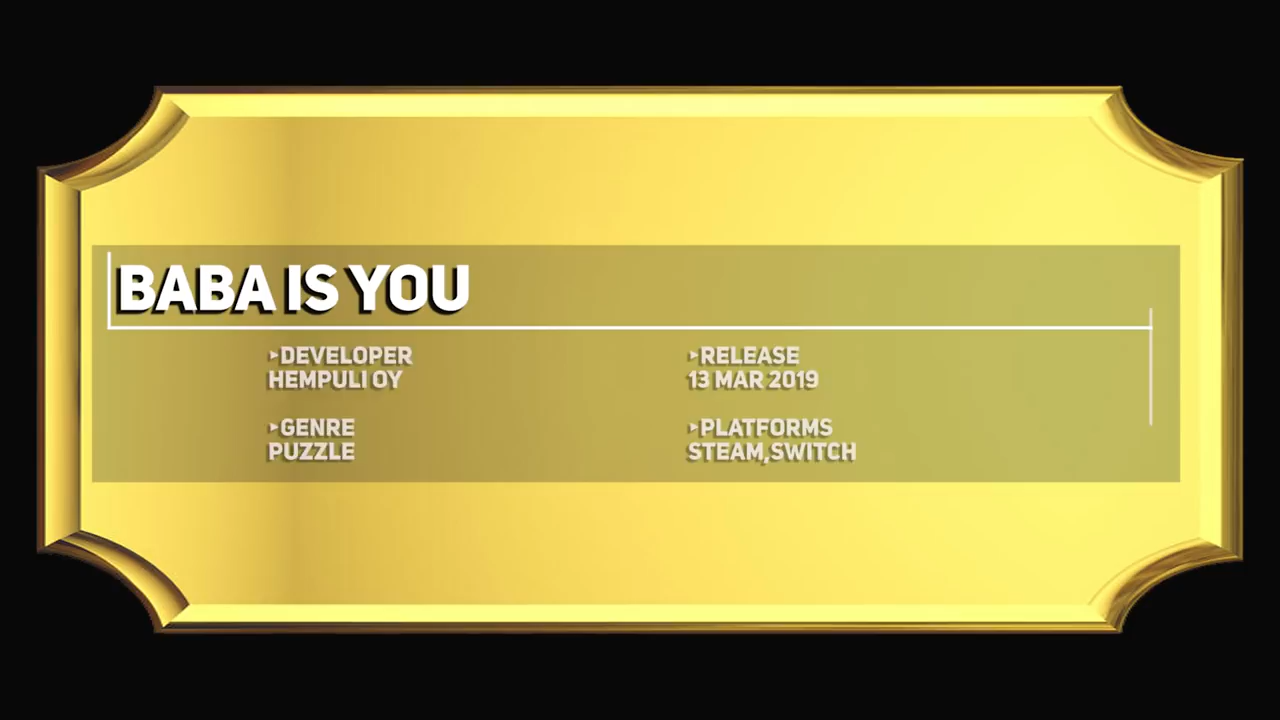 BABA IS YOU
▸DEVELOPER
HEMPULI OY
▸GENRE
PUZZLE
▸RELEASE
13 MAR 2019
▸PLATFORMS
STEAM,SWITCH